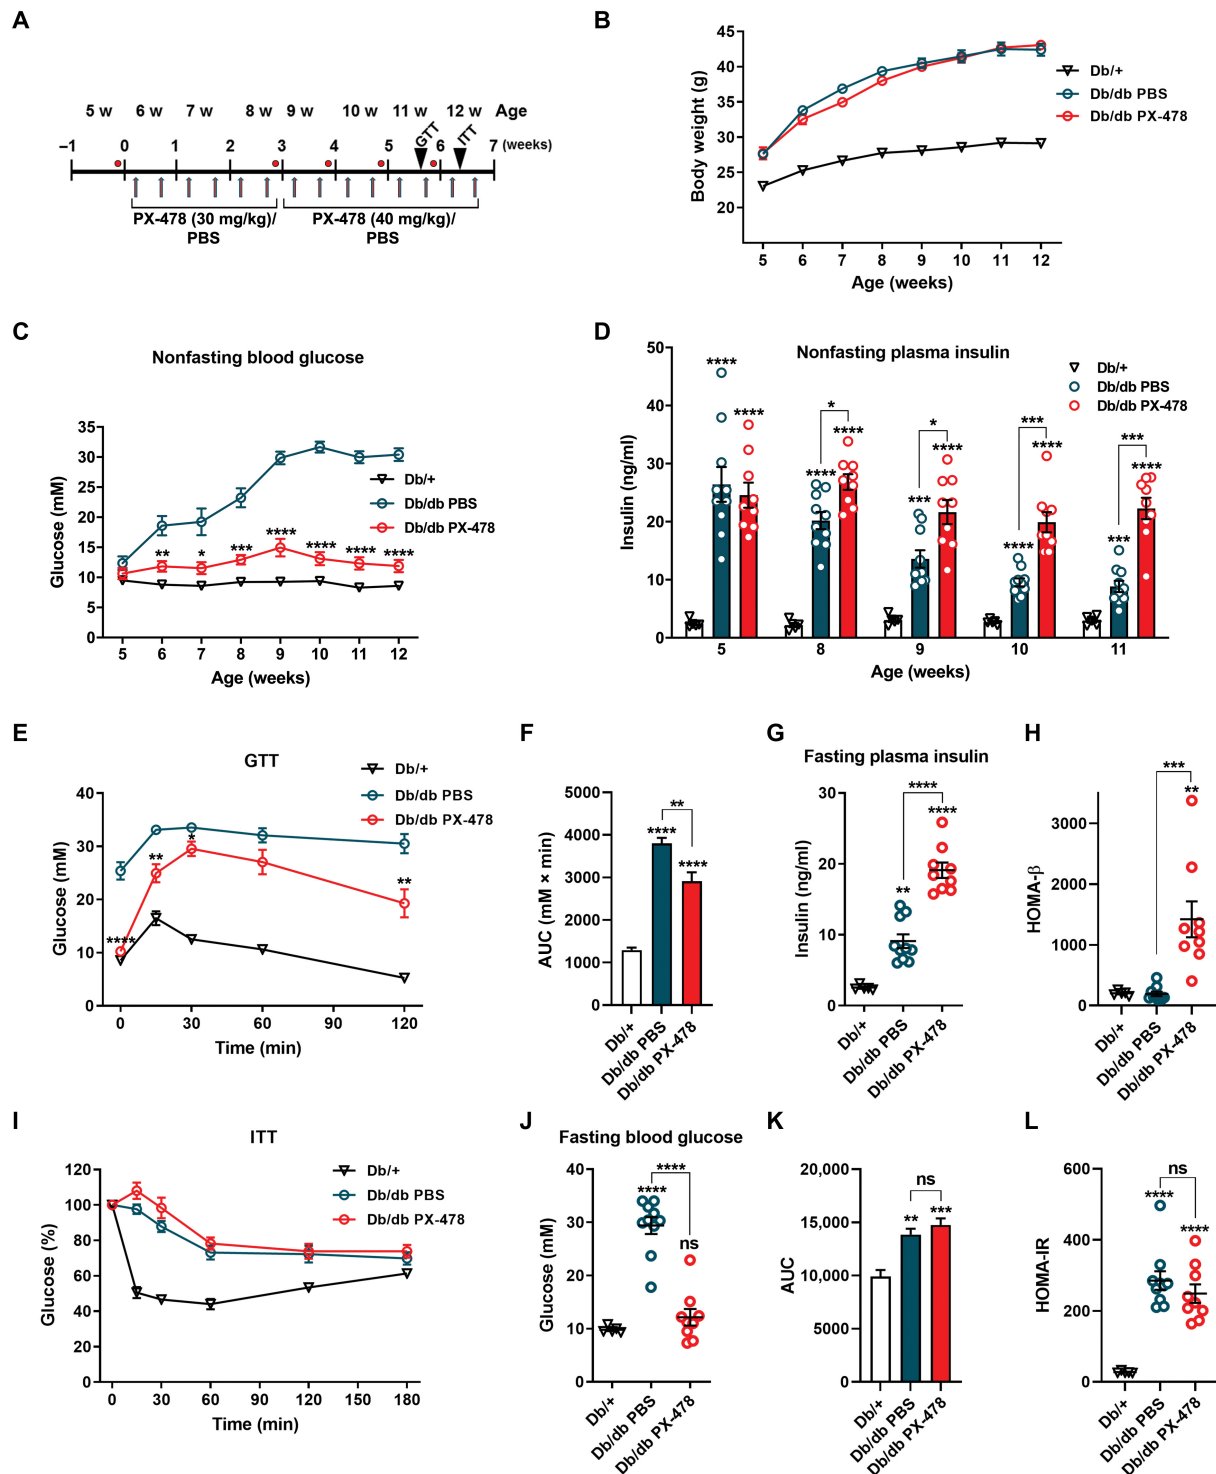 A
5 w 6 w 7 w 8 w 9 w 10 w 11 w 12 w Age
GTT ITT
−1 0 1 2 3 4 5 6 7 (weeks)
PX-478 (30 mg/kg)/ PX-478 (40 mg/kg)/
PBS PBS
B
45
40
35
30
25
20
Body weight (g)
5 6 7 8 9 10 11 12
Age (weeks)
Db/+
Db/db PBS
Db/db PX-478
C
Nonfasting blood glucose
35
30
25
20
15
10
5
0
Glucose (mM)
Db/+
Db/db PBS
Db/db PX-478
** * *** **** **** **** ****
5 6 7 8 9 10 11 12
Age (weeks)
D
Nonfasting plasma insulin
50
40
30
20
10
0
Insulin (ng/ml)
Db/+
Db/db PBS
Db/db PX-478
**** ****
* **** ****
* *** ****
*** **** ****
*** *** ****
5 8 9 10 11
Age (weeks)
E
GTT
40
30
20
10
0
Glucose (mM)
Db/+
Db/db PBS
Db/db PX-478
**** ** * **
0 30 60 90 120
Time (min)
F
5000
4000
3000
2000
1000
0
AUC (mM × min)
**
**** ****
Db/+
Db/db PBS
Db/db PX-478
G
Fasting plasma insulin
30
20
10
0
Insulin (ng/ml)
****
** ****
Db/+
Db/db PBS
Db/db PX-478
H
3000
2000
1000
0
HOMA-β
***
**
Db/+
Db/db PBS
Db/db PX-478
I
ITT
120
100
80
60
40
20
0
Glucose (%)
Db/+
Db/db PBS
Db/db PX-478
0 30 60 90 120 150 180
Time (min)
J
Fasting blood glucose
40
30
20
10
0
Glucose (mM)
****
**** ns
Db/+
Db/db PBS
Db/db PX-478
K
20,000
15,000
10,000
5000
0
AUC
ns
** ***
Db/+
Db/db PBS
Db/db PX-478
L
600
400
200
0
HOMA-IR
ns
**** ****
Db/+
Db/db PBS
Db/db PX-478